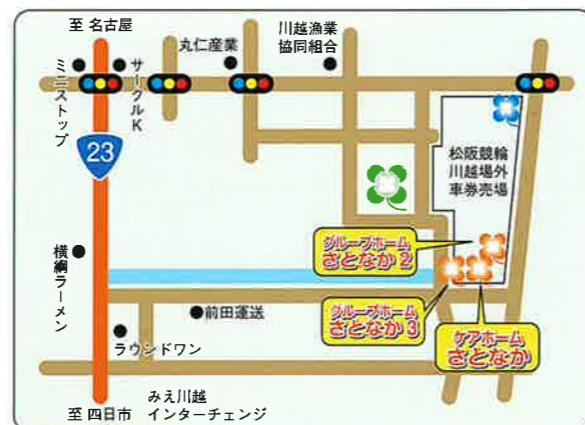 至 名古屋
ミニストップ
サークルK
丸仁産業
川越漁業
協同組合
23
松阪競輪
川越場外
車券売場
グループホーム
さとなか2
横綱ラーメン
グループホーム
さとなか3
ケアホーム
さとなか
前田運送
ラウンドワン
至 四日市
みえ川越
インターチェンジ